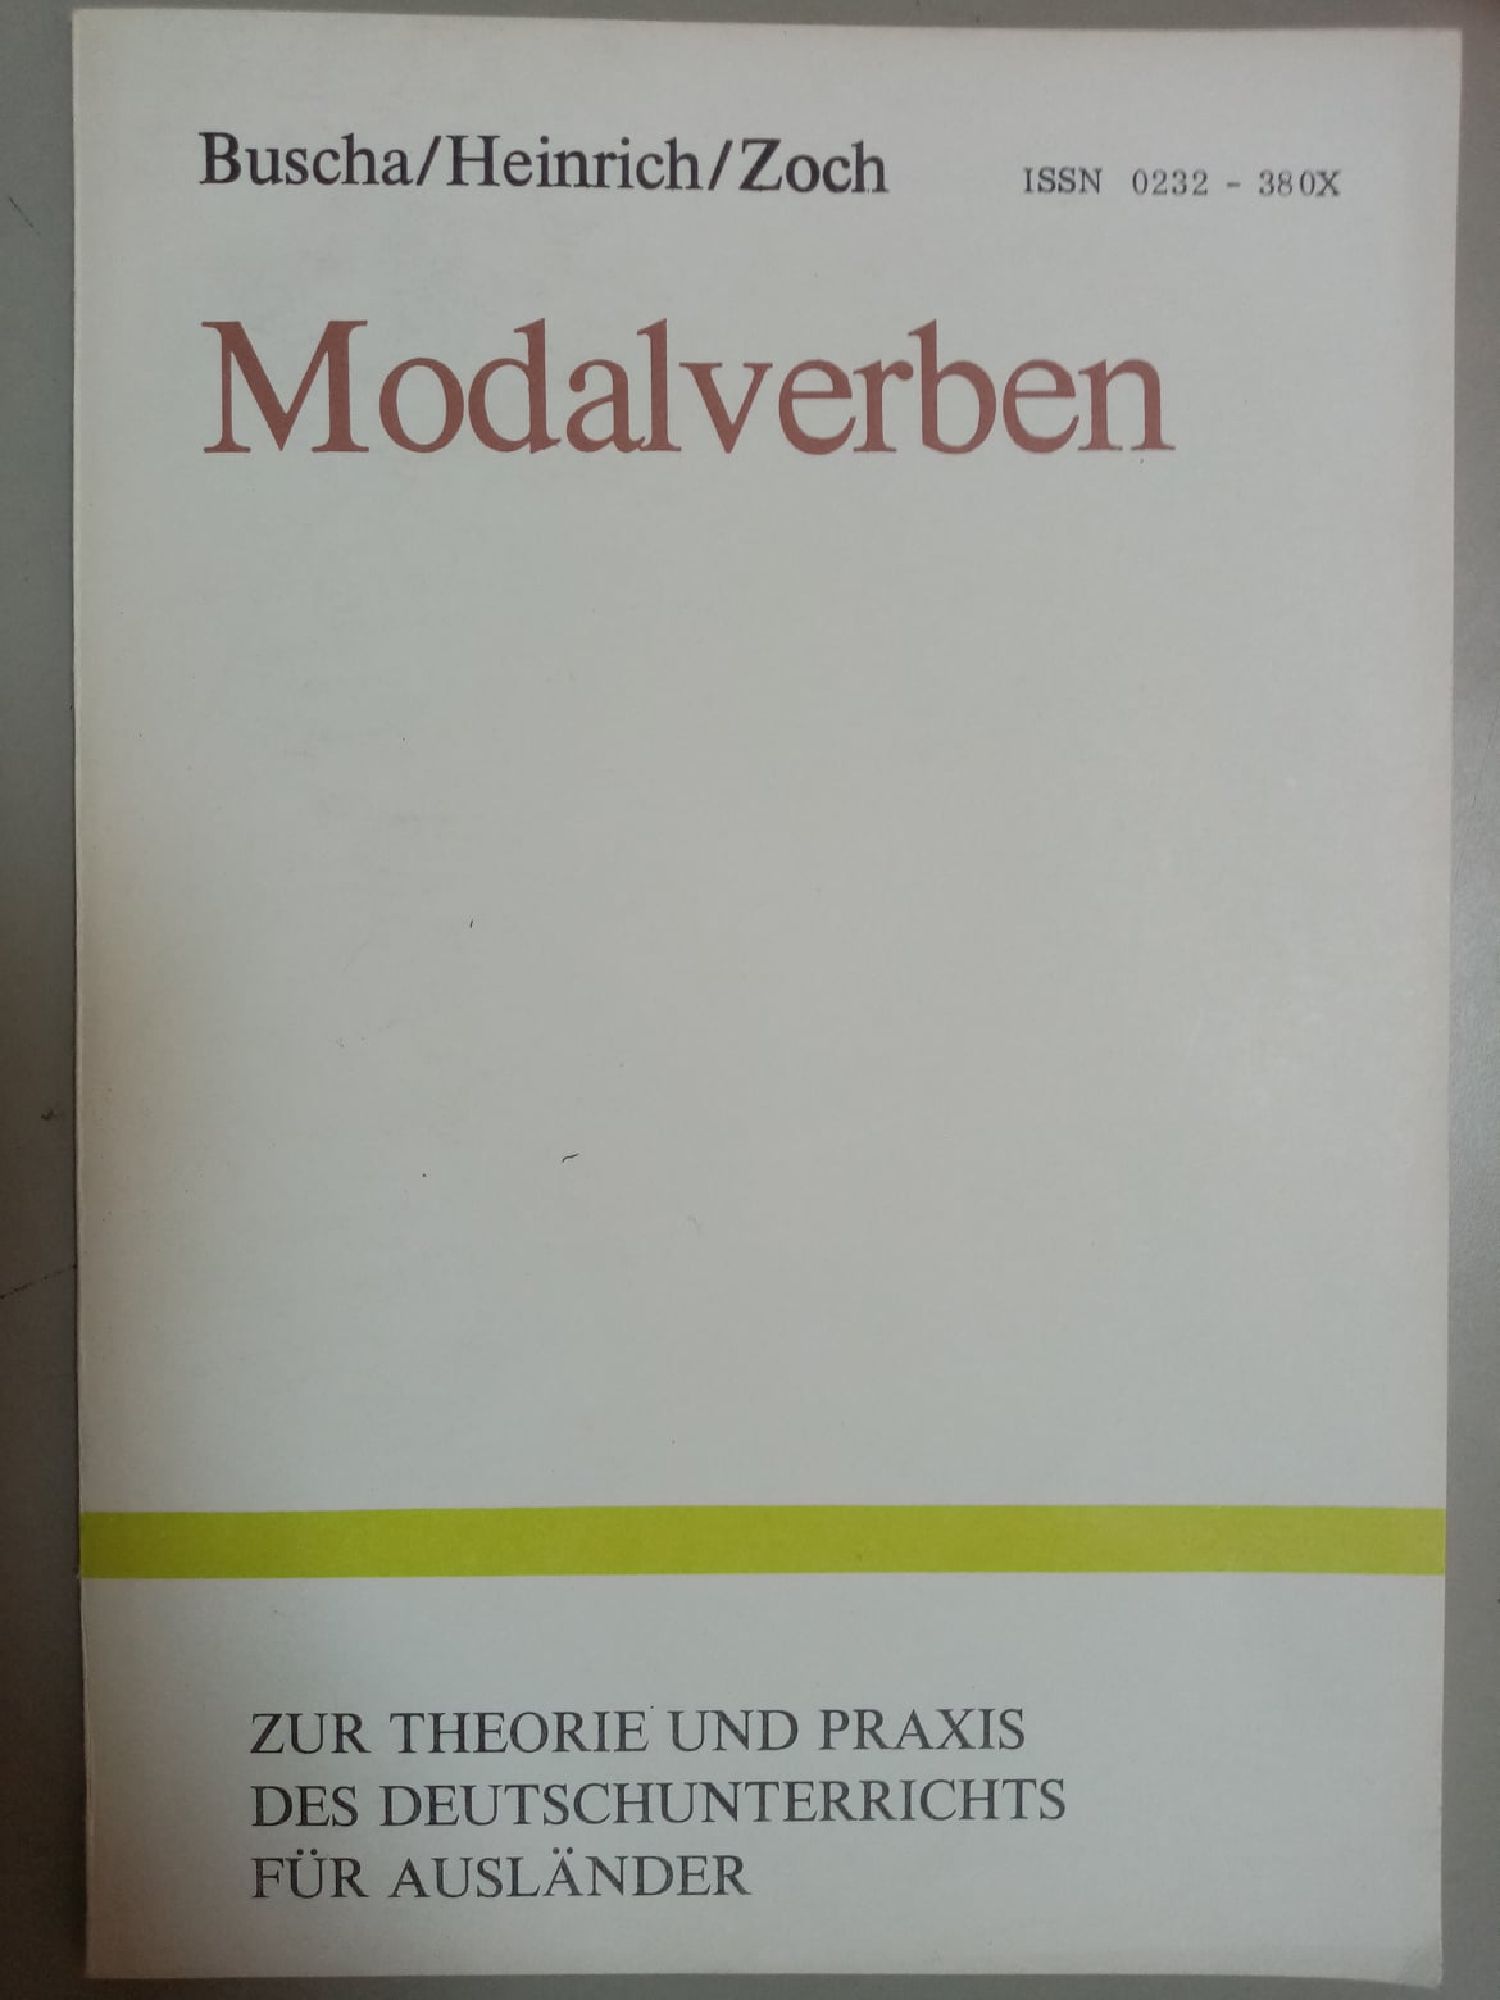 Buscha/Heinrich/Zoch ISSN 0232 - 380X
Modalverben
ZUR THEORIE UND PRAXIS
DES DEUTSCHUNTERRICHTS
FÜR AUSLÄNDER